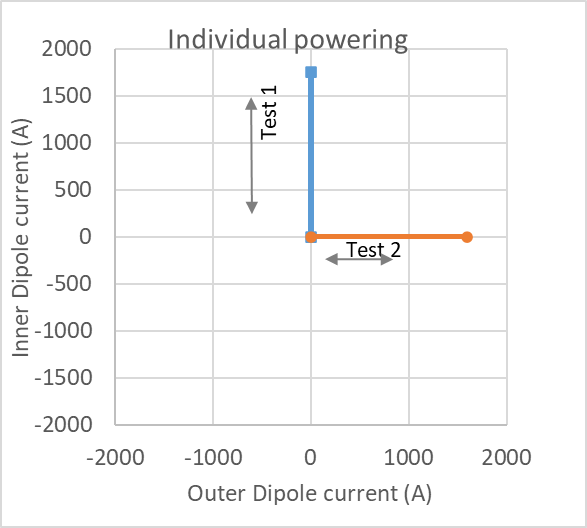 Individual powering
2000
1500
1000
500
0
-500
-1000
-1500
-2000
Inner Dipole current (A)
Test 1
Test 2
-2000 -1000 0 1000 2000
Outer Dipole current (A)